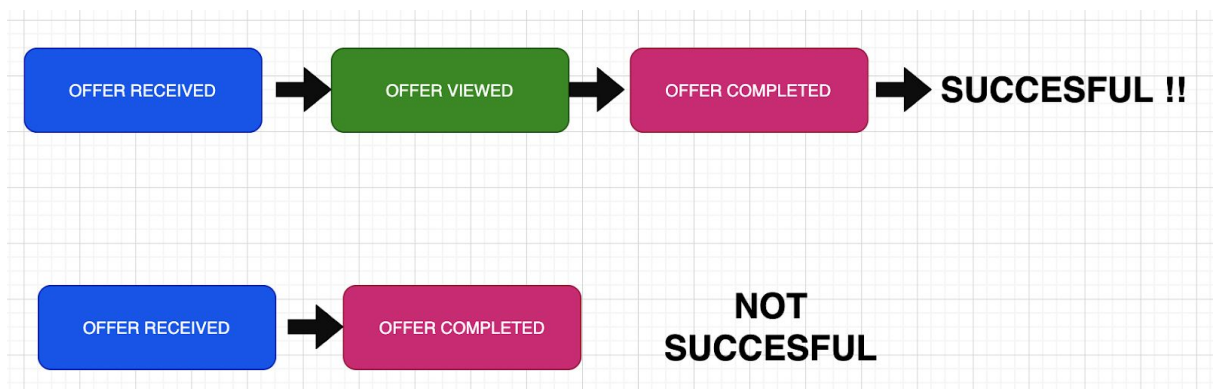 OFFER RECEIVED
OFFER VIEWED
OFFER COMPLETED
SUCCESFUL !!
OFFER RECEIVED
OFFER COMPLETED
NOT
SUCCESFUL